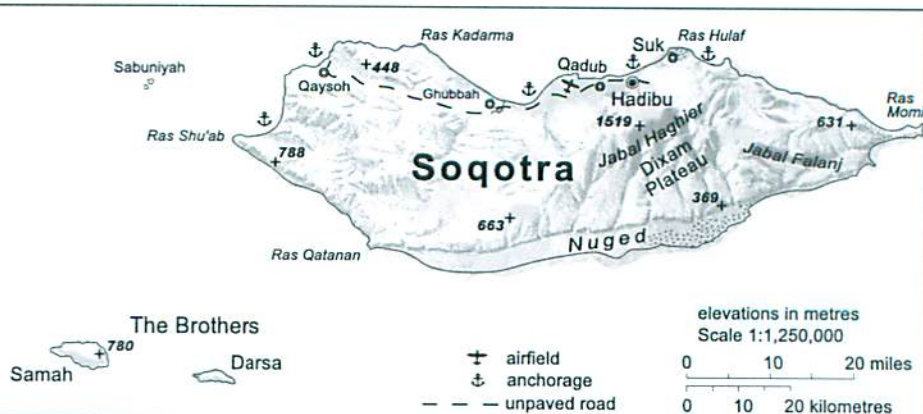 Ras Kadarma
Suk
Ras Hulaf
Sabuniyah
448
Qadub
Qaysoh
Ghubbah
Hadibu
Ras
Momi
1519
631
Ras Shu'ab
Jabal Haghier
788
Soqotra
Dixam
Plateau
Jabal Falanj
369
663
Nuged
Ras Qatanan
elevations in metres
The Brothers
Scale 1:1,250,000
780
0 10 20 miles
Samah
Darsa
airfield
anchorage
0 10 20 kilometres
unpaved road